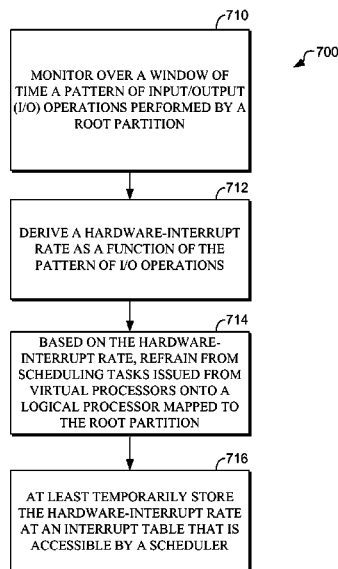 710
700
MONITOR OVER A WINDOW OF
TIME A PATTERN OF INPUT/OUTPUT
(I/O) OPERATIONS PERFORMED BY A
ROOT PARTITION
712
DERIVE A HARDWARE-INTERRUPT
RATE AS A FUNCTION OF THE
PATTERN OF I/O OPERATIONS
714
BASED ON THE HARDWARE-
INTERRUPT RATE, REFRAIN FROM
SCHEDULING TASKS ISSUED FROM
VIRTUAL PROCESSORS ONTO A
LOGICAL PROCESSOR MAPPED TO
THE ROOT PARTITION
716
AT LEAST TEMPORARILY STORE
THE HARDWARE-INTERRUPT RATE
AT AN INTERRUPT TABLE THAT IS
ACCESSIBLE BY A SCHEDULER